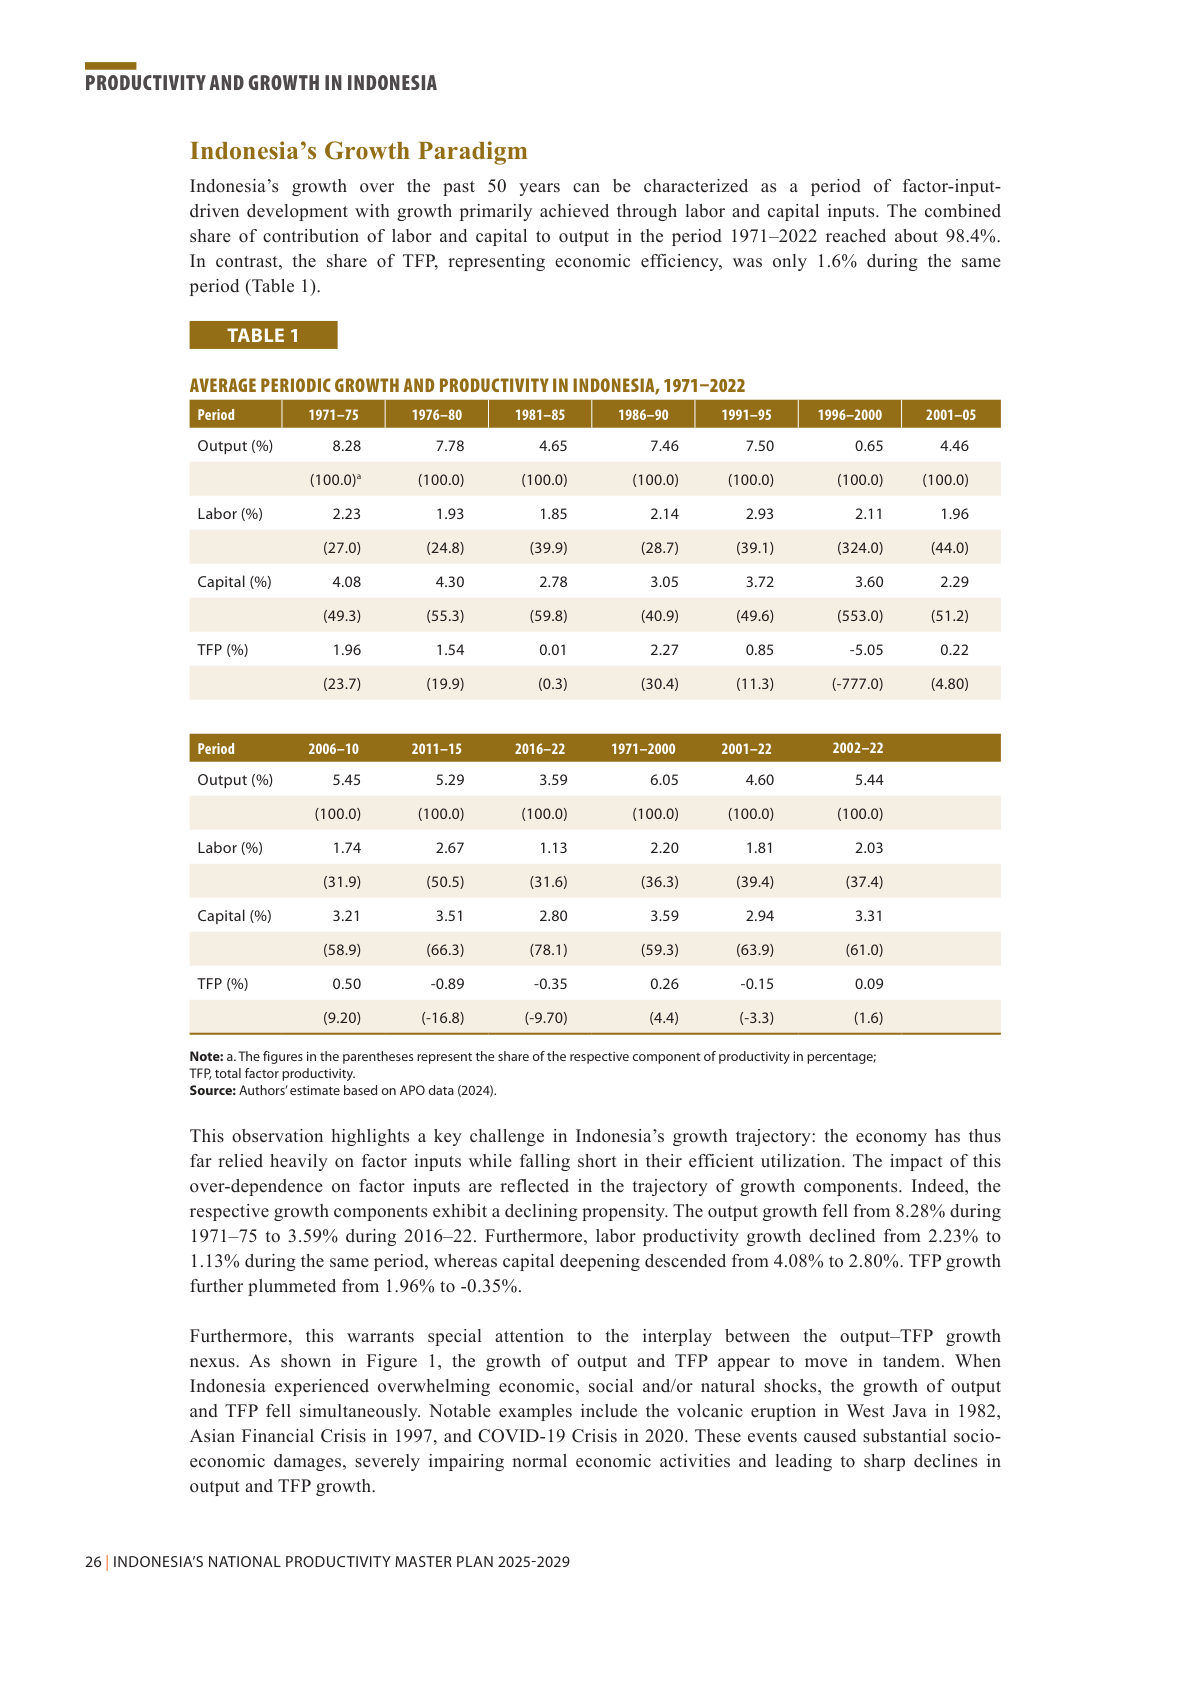 PRODUCTIVITY AND GROWTH IN INDONESIA
Indonesia’s Growth Paradigm
Indonesia’s growth over the past 50 years can be characterized as a period of factor-input-
driven development with growth primarily achieved through labor and capital inputs. The combined
share of contribution of labor and capital to output in the period 1971–2022 reached about 98.4%.
In contrast, the share of TFP, representing economic efficiency, was only 1.6% during the same
period (Table 1).
TABLE 1
AVERAGE PERIODIC GROWTH AND PRODUCTIVITY IN INDONESIA, 1971–2022
Period 1971–75 1976–80 1981–85 1986–90 1991–95 1996–2000 2001–05
Output (%) 8.28 7.78 4.65 7.46 7.50 0.65 4.46
(100.0)ᵃ (100.0) (100.0) (100.0) (100.0) (100.0) (100.0)
Labor (%) 2.23 1.93 1.85 2.14 2.93 2.11 1.96
(27.0) (24.8) (39.9) (28.7) (39.1) (324.0) (44.0)
Capital (%) 4.08 4.30 2.78 3.05 3.72 3.60 2.29
(49.3) (55.3) (59.8) (40.9) (49.6) (553.0) (51.2)
TFP (%) 1.96 1.54 0.01 2.27 0.85 -5.05 0.22
(23.7) (19.9) (0.3) (30.4) (11.3) (-777.0) (4.80)
Period 2006–10 2011–15 2016–22 1971–2000 2001–22 2002–22
Output (%) 5.45 5.29 3.59 6.05 4.60 5.44
(100.0) (100.0) (100.0) (100.0) (100.0) (100.0)
Labor (%) 1.74 2.67 1.13 2.20 1.81 2.03
(31.9) (50.5) (31.6) (36.3) (39.4) (37.4)
Capital (%) 3.21 3.51 2.80 3.59 2.94 3.31
(58.9) (66.3) (78.1) (59.3) (63.9) (61.0)
TFP (%) 0.50 -0.89 -0.35 0.26 -0.15 0.09
(9.20) (-16.8) (-9.70) (4.4) (-3.3) (1.6)
Note: a. The figures in the parentheses represent the share of the respective component of productivity in percentage;
TFP, total factor productivity.
Source: Authors’ estimate based on APO data (2024).
This observation highlights a key challenge in Indonesia’s growth trajectory: the economy has thus
far relied heavily on factor inputs while falling short in their efficient utilization. The impact of this
over-dependence on factor inputs are reflected in the trajectory of growth components. Indeed, the
respective growth components exhibit a declining propensity. The output growth fell from 8.28% during
1971–75 to 3.59% during 2016–22. Furthermore, labor productivity growth declined from 2.23% to
1.13% during the same period, whereas capital deepening descended from 4.08% to 2.80%. TFP growth
further plummeted from 1.96% to -0.35%.
Furthermore, this warrants special attention to the interplay between the output–TFP growth
nexus. As shown in Figure 1, the growth of output and TFP appear to move in tandem. When
Indonesia experienced overwhelming economic, social and/or natural shocks, the growth of output
and TFP fell simultaneously. Notable examples include the volcanic eruption in West Java in 1982,
Asian Financial Crisis in 1997, and COVID-19 Crisis in 2020. These events caused substantial socio-
economic damages, severely impairing normal economic activities and leading to sharp declines in
output and TFP growth.
26 | INDONESIA’S NATIONAL PRODUCTIVITY MASTER PLAN 2025-2029